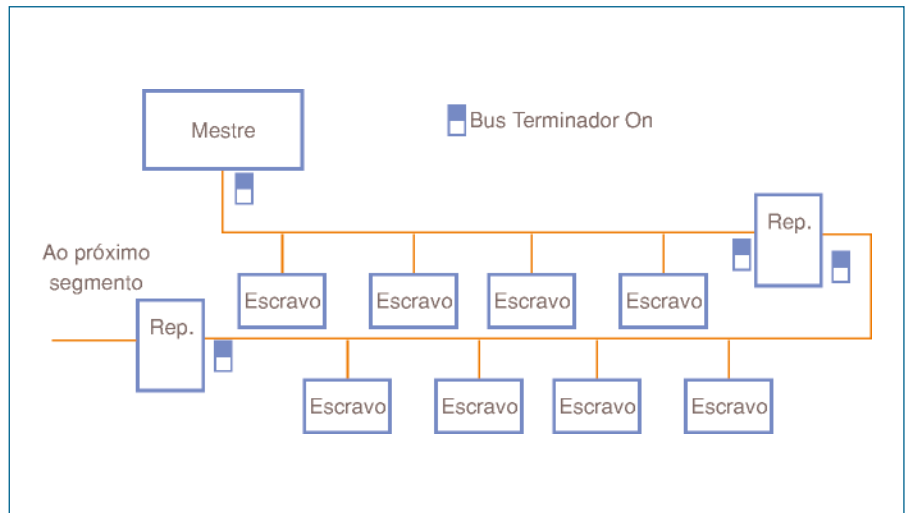 Mestre
Bus Terminador On
Rep.
Ao próximo
segmento
Escravo
Escravo
Escravo
Escravo
Rep.
Escravo
Escravo
Escravo
Escravo